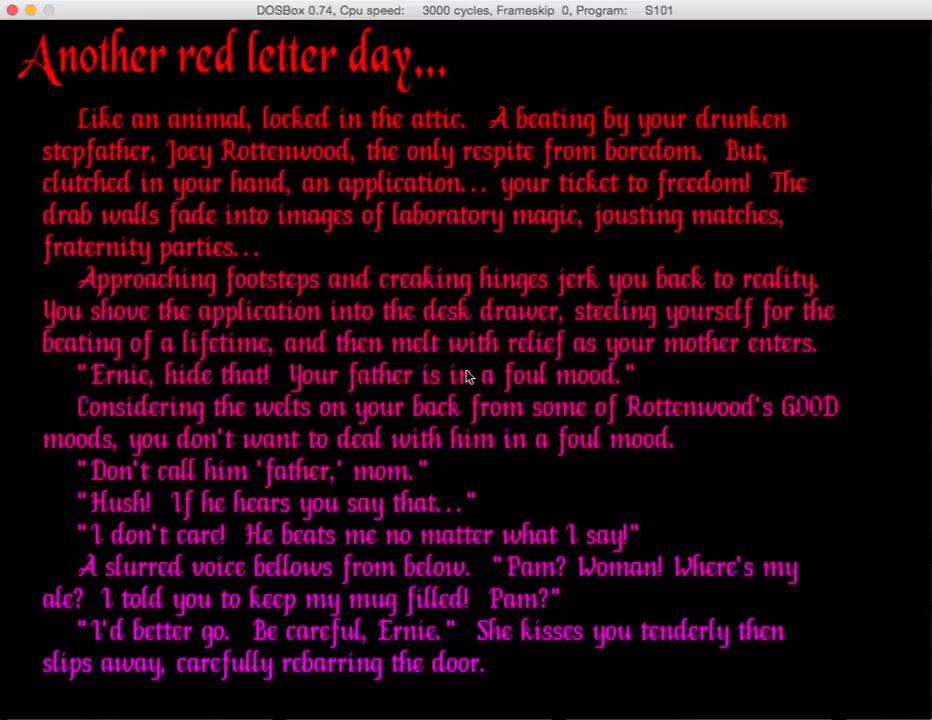 DOSBox 0.74, Cpu speed: 3000 cycles, Frameskip 0, Program: S101
Another red letter day...
Like an animal, locked in the attic. A beating by your drunken
stepfather, Joey Rottenwood, the only respite from boredom. But,
clutched in your hand, an application... your ticket to freedom! The
drab walls fade into images of laboratory magic, jousting matches,
fraternity parties...
Approaching footsteps and creaking hinges jerk you back to reality.
You shove the application into the desk drawer, steeling yourself for the
beating of a lifetime, and then melt with relief as your mother enters.
"Ernie, hide that! Your father is in a foul mood."
Considering the welts on your back from some of Rottenwood's GOOD
moods, you don't want to deal with him in a foul mood.
"Don't call him 'father,' mom."
"Hush! If he hears you say that..."
"I don't care! He beats me no matter what I say!"
A slurred voice bellows from below. "Pam? Woman! Where's my
ale? I told you to keep my mug filled! Pam?"
"I'd better go. Be careful, Ernie." She kisses you tenderly then
slips away, carefully rebarring the door.